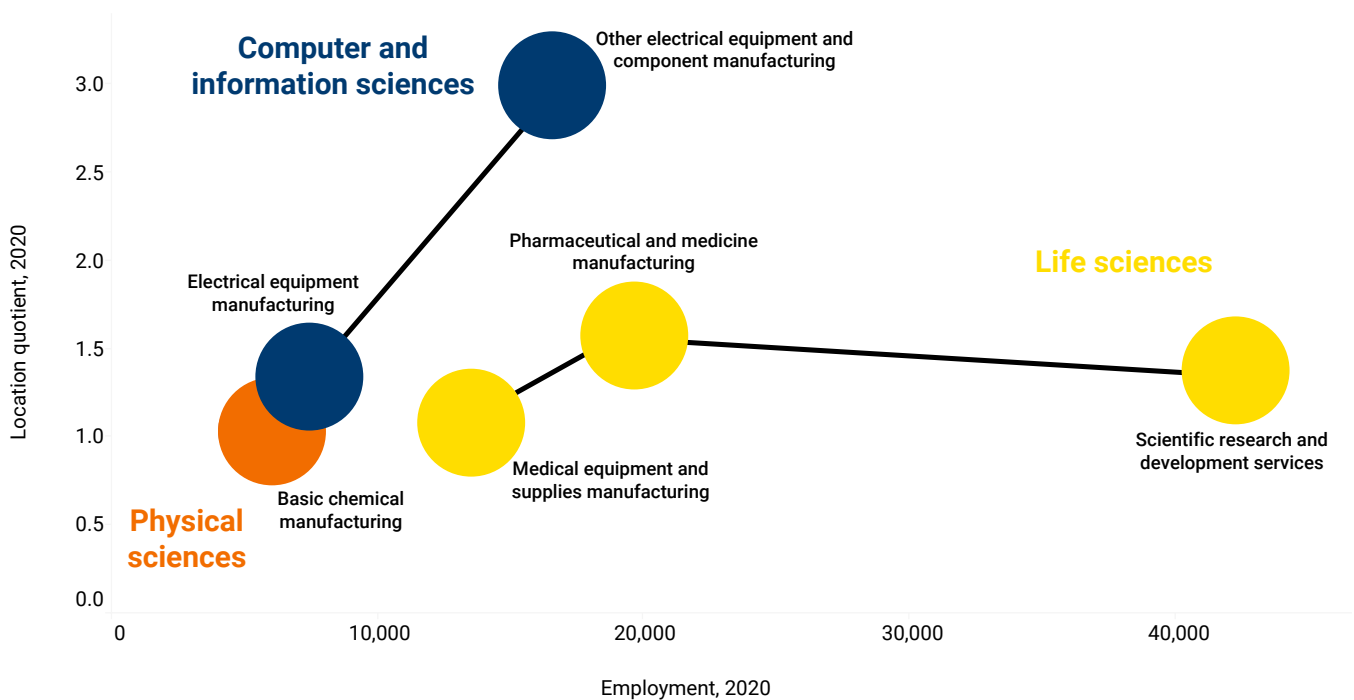 Computer and
information sciences
Other electrical equipment and
component manufacturing
3.0
2.5
2.0
1.5
1.0
0.5
0.0
Location quotient, 2020
Pharmaceutical and medicine
manufacturing
Life sciences
Electrical equipment
manufacturing
Scientific research and
development services
Medical equipment and
supplies manufacturing
Basic chemical
manufacturing
Physical
sciences
0
10,000
20,000
30,000
40,000
Employment, 2020